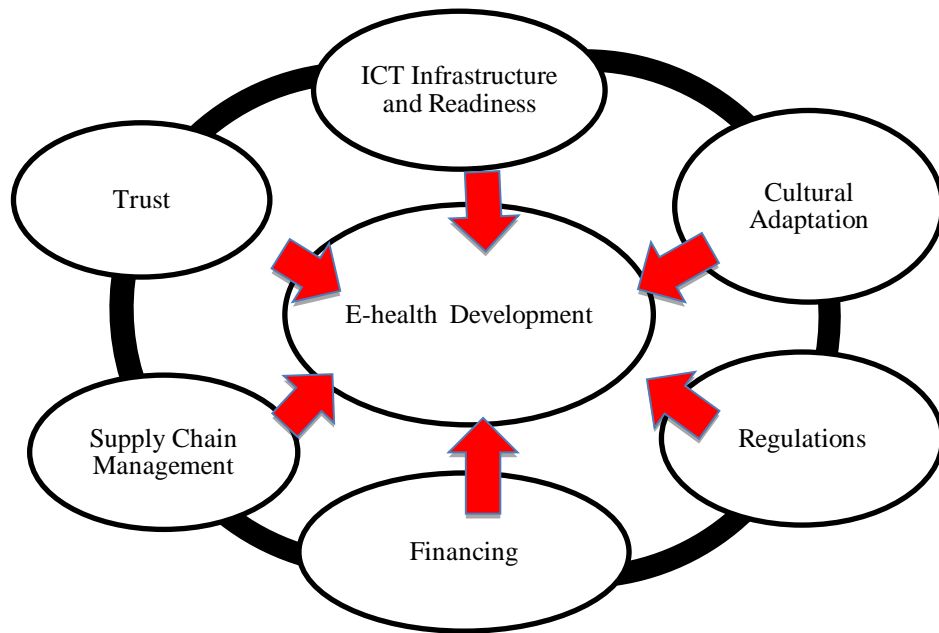 ICT Infrastructure
and Readiness
Trust
Cultural
Adaptation
E-health  Development
Supply Chain
Management
Regulations
Financing